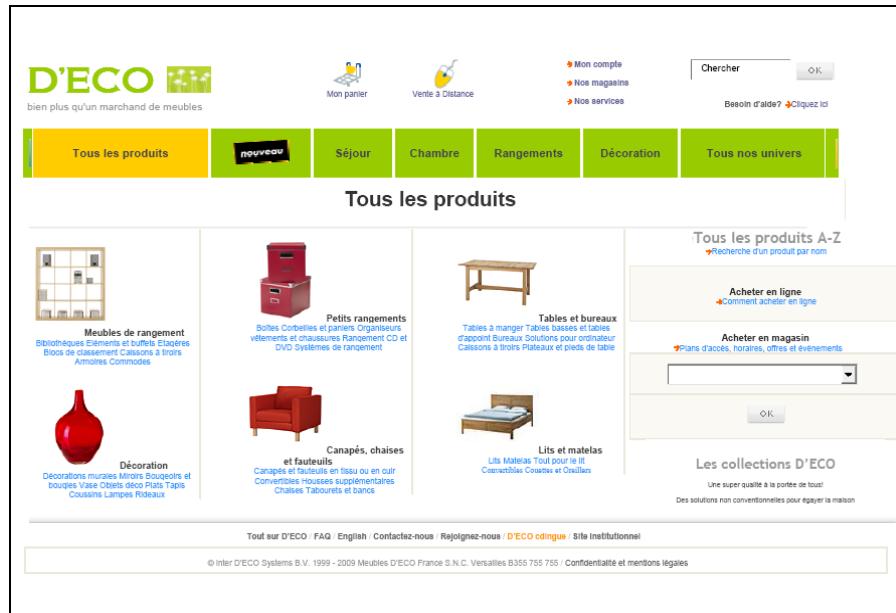 D'ECO
bien plus qu'un marchand de meubles
Mon panier
Vente à Distance
Mon compte
Nos magasins
Nos services
Chercher
OK
Besoin d'aide? Cliquez ici
Tous les produits
nouveau
Séjour
Chambre
Rangements
Décoration
Tous nos univers
Tous les produits
Meubles de rangement
Bibliothèques Eléments et buffets Etagères
Blocs de classement Caissons à tiroirs
Armoires Commodes
Petits rangements
Boîtes Corbeilles et paniers Organiseurs
vêtements et chaussures Rangement CD et
DVD Systèmes de rangement
Tables et bureaux
Tables à manger Tables basses et tables
d'appoint Bureaux Solutions pour ordinateur
Caissons à tiroirs Plateaux et pieds de table
Décoration
Décorations murales Miroirs Bougeoirs et
bougies Vase Objets déco Plats Tapis
Coussins Lampes Rideaux
Canapés, chaises
et fauteuils
Canapés et fauteuils en tissu ou en cuir
Convertibles Housses supplémentaires
Chaises Tabourets et bancs
Lits et matelas
Lits Matelas Tout pour le lit
Convertibles Couettes et Oreillers
Tous les produits A-Z
Recherche d'un produit par nom
Acheter en ligne
Comment acheter en ligne
Acheter en magasin
Plans d'accès, horaires, offres et événements
OK
Les collections D'ECO
Une super qualité à la portée de tous!
Des solutions non conventionnelles pour égayer la maison
Tout sur D'ECO / FAQ / English / Contactez-nous / Rejoignez-nous / D'ECO cdingue / Site Institutionnel
© Inter D'ECO Systems B.V. 1999 - 2009 Meubles D'ECO France S.N.C. Versailles B355 755 755 / Confidentialité et mentions légales